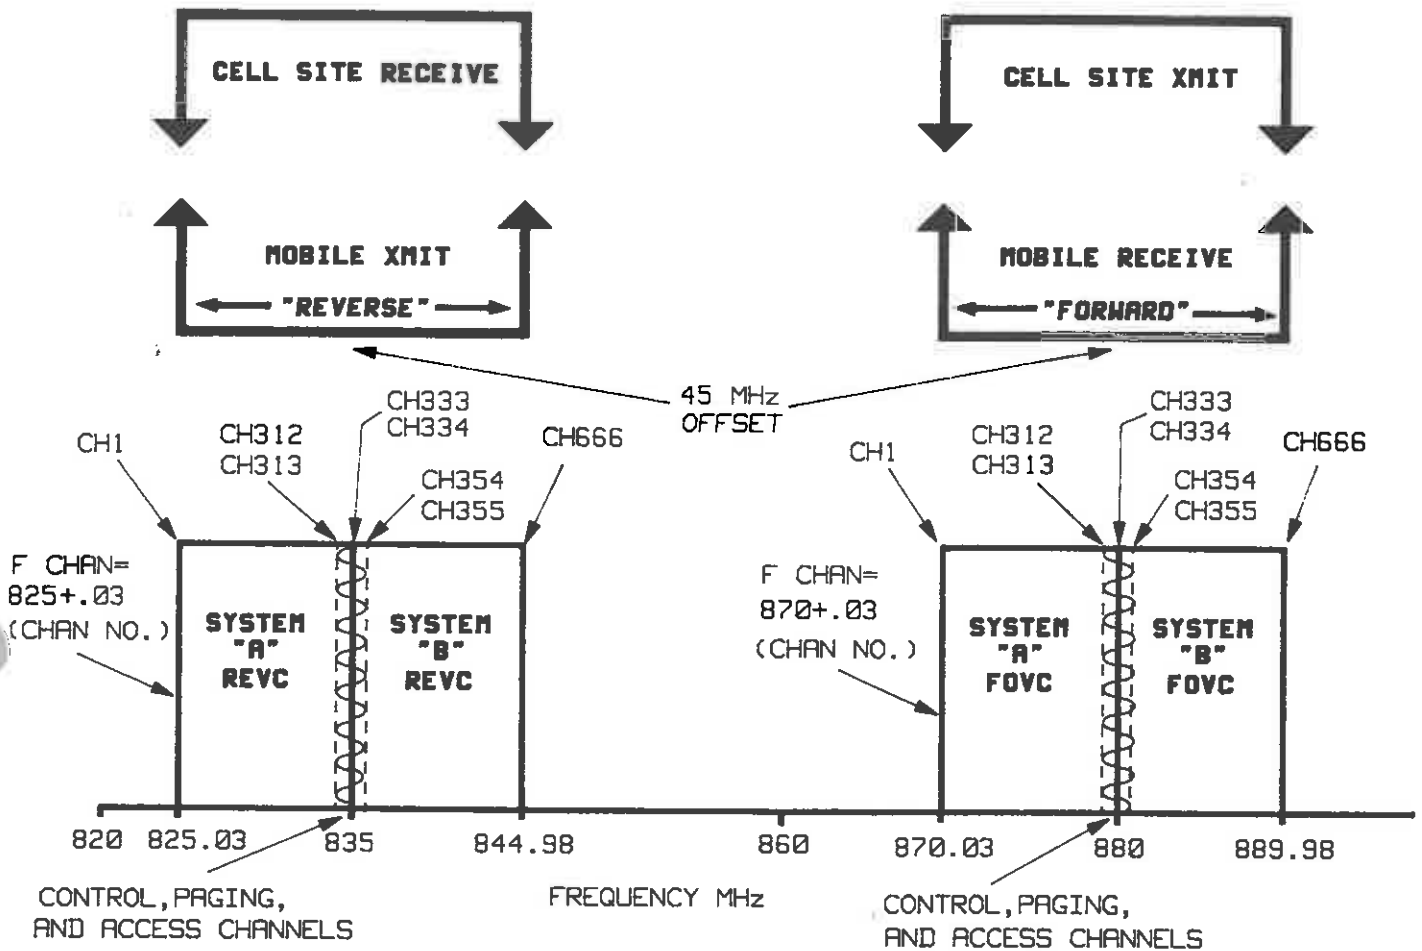 CELL SITE RECEIVE
CELL SITE XMIT
MOBILE XMIT
"REVERSE"
MOBILE RECEIVE
"FORWARD"
45 MHz
OFFSET
CH1
CH312
CH313
CH333
CH334
CH354
CH355
CH666
CH1
CH312
CH313
CH333
CH334
CH354
CH355
CH666
F CHAN=
825+.03
(CHAN NO.)
SYSTEM
"A"
REVC
SYSTEM
"B"
REVC
F CHAN=
870+.03
(CHAN NO.)
SYSTEM
"A"
FOVC
SYSTEM
"B"
FOVC
820
825.03
835
844.98
860
870.03
880
889.98
CONTROL,PAGING,
AND ACCESS CHANNELS
FREQUENCY MHz
CONTROL,PAGING,
AND ACCESS CHANNELS